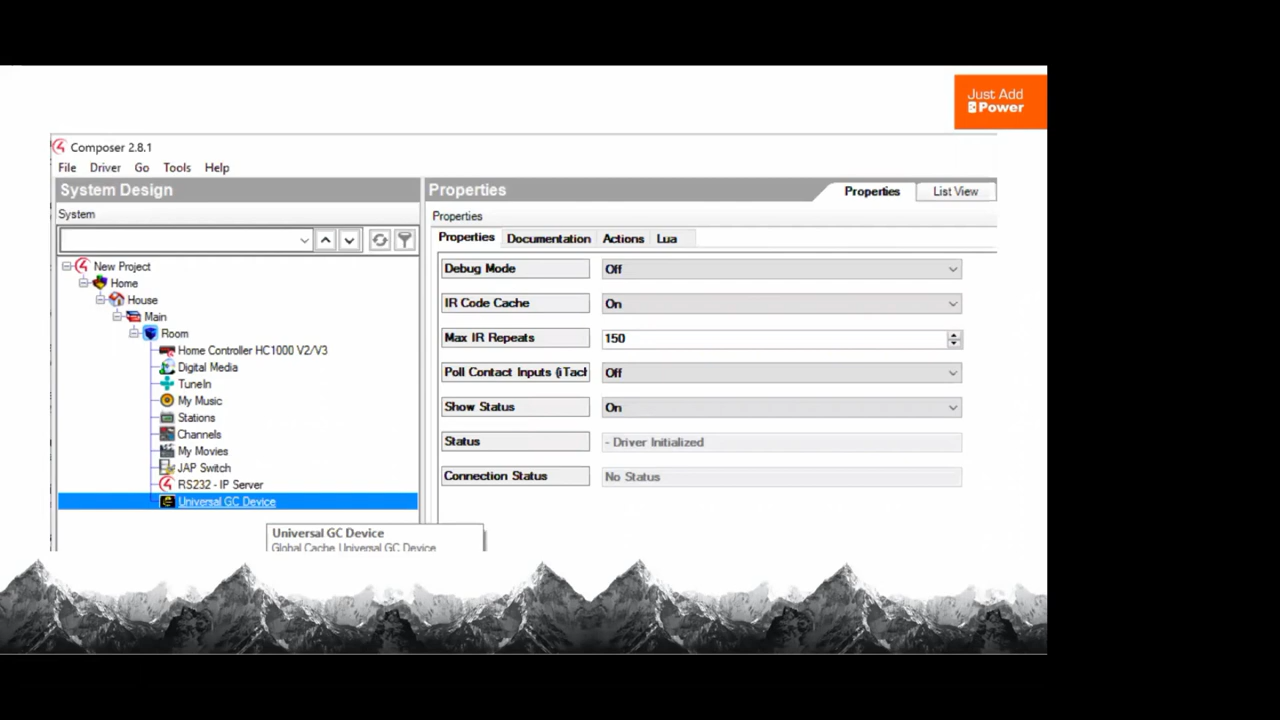 Just Add
Power
Composer 2.8.1
File Driver Go Tools Help
System Design
Properties
Properties
List View
System
Properties
Properties
Documentation
Actions
Lua
New Project
Home
House
Main
Room
Home Controller HC1000 V2/V3
Digital Media
TuneIn
My Music
Stations
Channels
My Movies
JAP Switch
RS232 - IP Server
Universal GC Device
Universal GC Device
Global Cache Universal GC Device
Debug Mode
Off
IR Code Cache
On
Max IR Repeats
150
Poll Contact Inputs (iTach
Off
Show Status
On
Status
- Driver Initialized
Connection Status
No Status